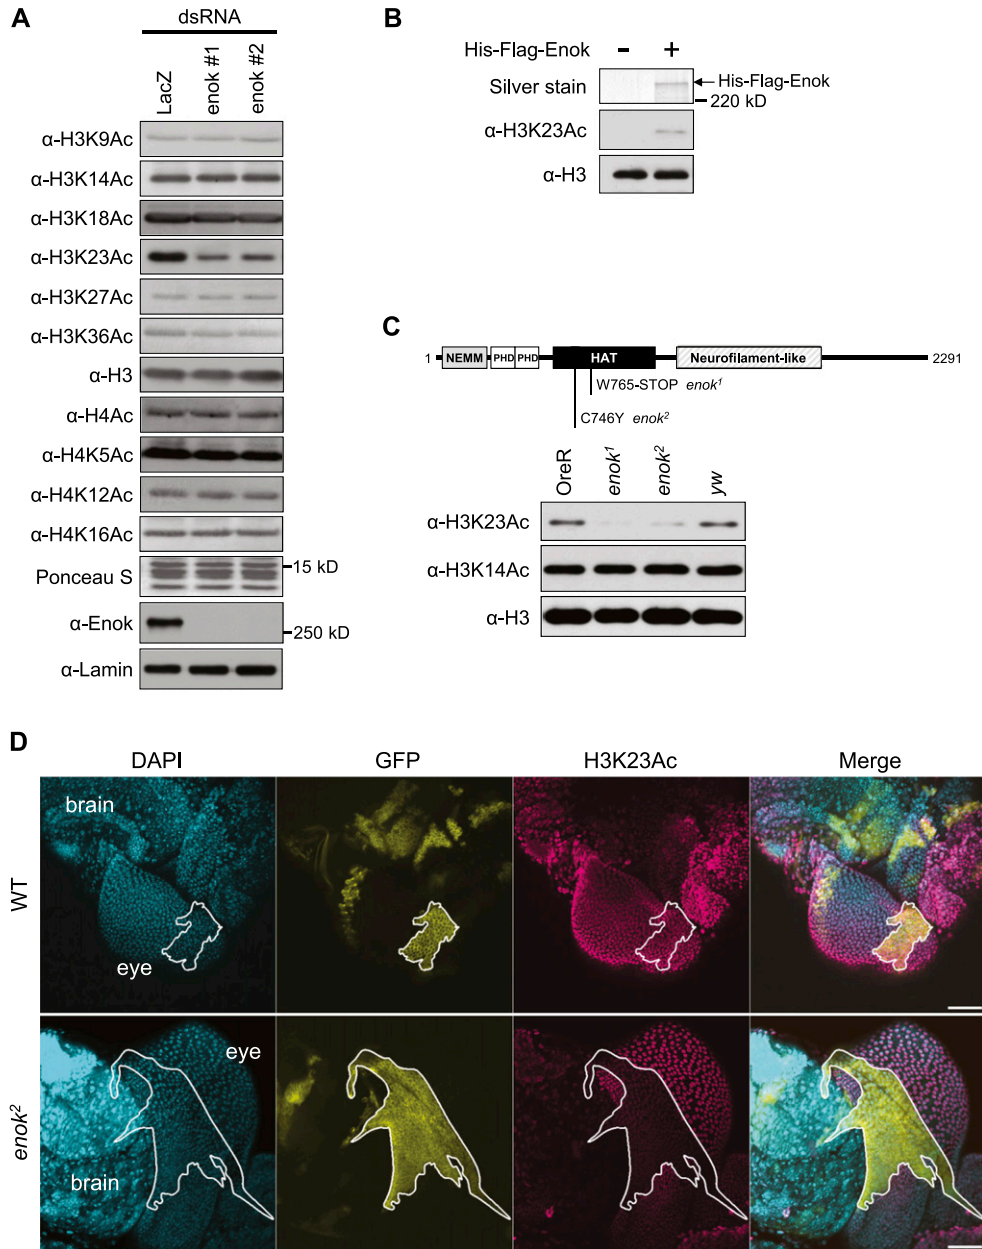 A
dsRNA
LacZ
enok #1
enok #2
α-H3K9Ac
α-H3K14Ac
α-H3K18Ac
α-H3K23Ac
α-H3K27Ac
α-H3K36Ac
α-H3
α-H4Ac
α-H4K5Ac
α-H4K12Ac
α-H4K16Ac
Ponceau S
15 kD
α-Enok
250 kD
α-Lamin
B
His-Flag-Enok - +
Silver stain
His-Flag-Enok
220 kD
α-H3K23Ac
α-H3
C
1 NEMM PHD PHD HAT Neurofilament-like 2291
W765-STOP enok¹
C746Y enok²
OreR
enok¹
enok²
yw
α-H3K23Ac
α-H3K14Ac
α-H3
D
DAPI GFP H3K23Ac Merge
WT
brain
eye
enok²
eye
brain